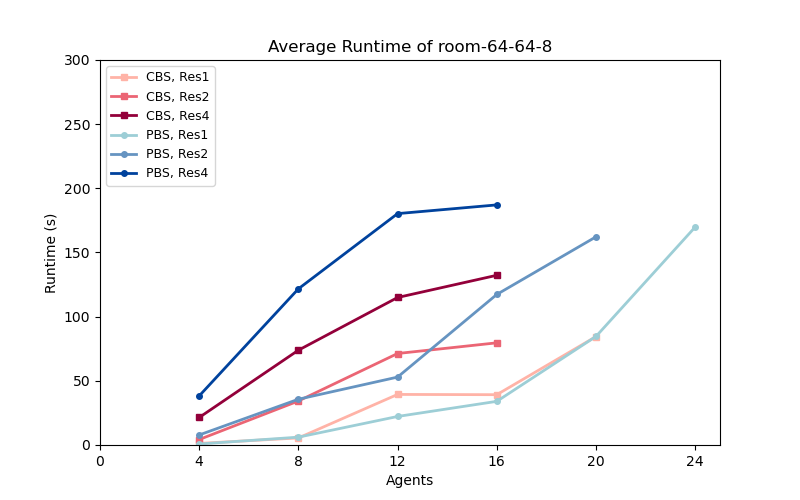 Average Runtime of room-64-64-8
300
250
200
150
100
50
0
Runtime (s)
CBS, Res1
CBS, Res2
CBS, Res4
PBS, Res1
PBS, Res2
PBS, Res4
0 4 8 12 16 20 24
Agents